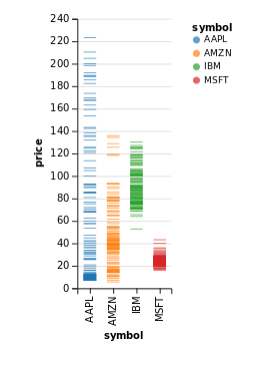 240
220
200
180
160
140
120
100
80
60
40
20
0
price
AAPL
AMZN
IBM
MSFT
symbol
symbol
AAPL
AMZN
IBM
MSFT